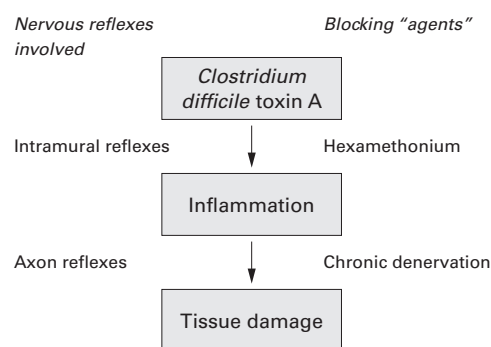 Nervous reflexes
involved
Blocking “agents”
Clostridium
difficile toxin A
Intramural reflexes
Hexamethonium
Inflammation
Axon reflexes
Chronic denervation
Tissue damage